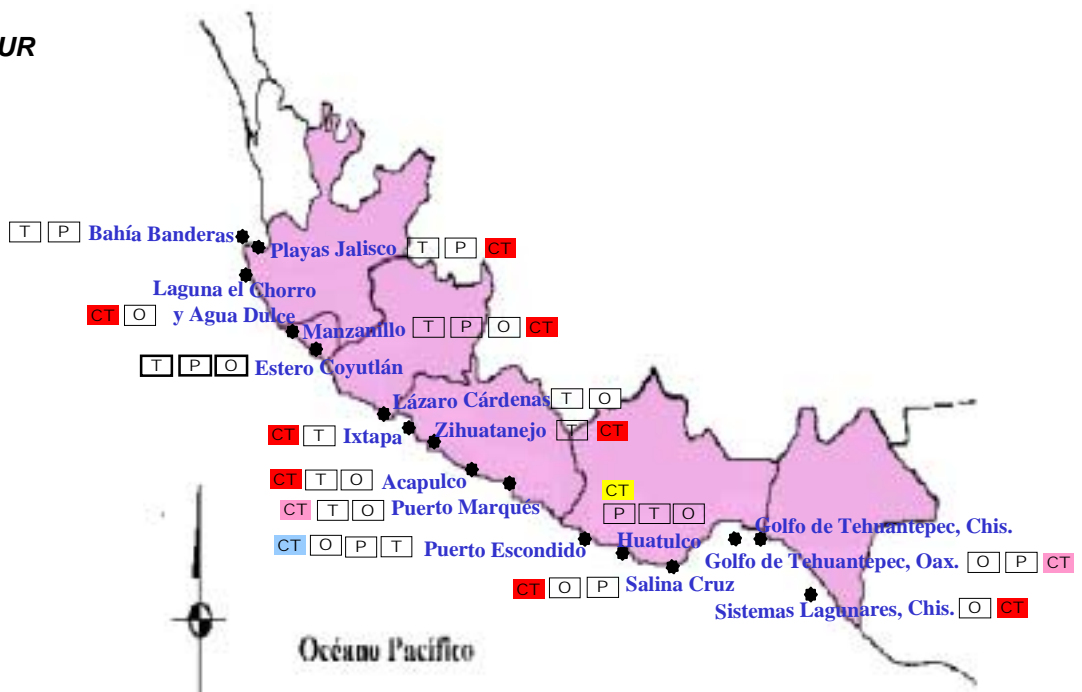 UR
T P Bahía Banderas
Playas Jalisco T P CT
Laguna el Chorro
CT O y Agua Dulce
Manzanillo T P O CT
T P O Estero Coyutlán
Lázaro Cárdenas T O
CT T Ixtapa
Zihuatanejo T CT
CT T O Acapulco
CT
CT T O Puerto Marqués
P T O
CT O P T Puerto Escondido
Huatulco
Golfo de Tehuantepec, Chis.
Golfo de Tehuantepec, Oax. O P CT
CT O P Salina Cruz
Sistemas Lagunares, Chis. O CT
Océano Pacífico